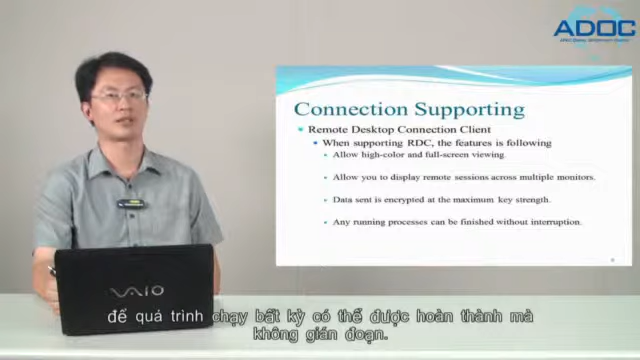 ADOC
Connection Supporting
Remote Desktop Connection Client
When supporting RDC, the features is following
Allow high-color and full-screen viewing.
Allow you to display remote sessions across multiple monitors.
Data sent is encrypted at the maximum key strength.
Any running processes can be finished without interruption.
VAIO
để quá trình chạy bất kỳ có thể được hoàn thành mà
không gián đoạn.